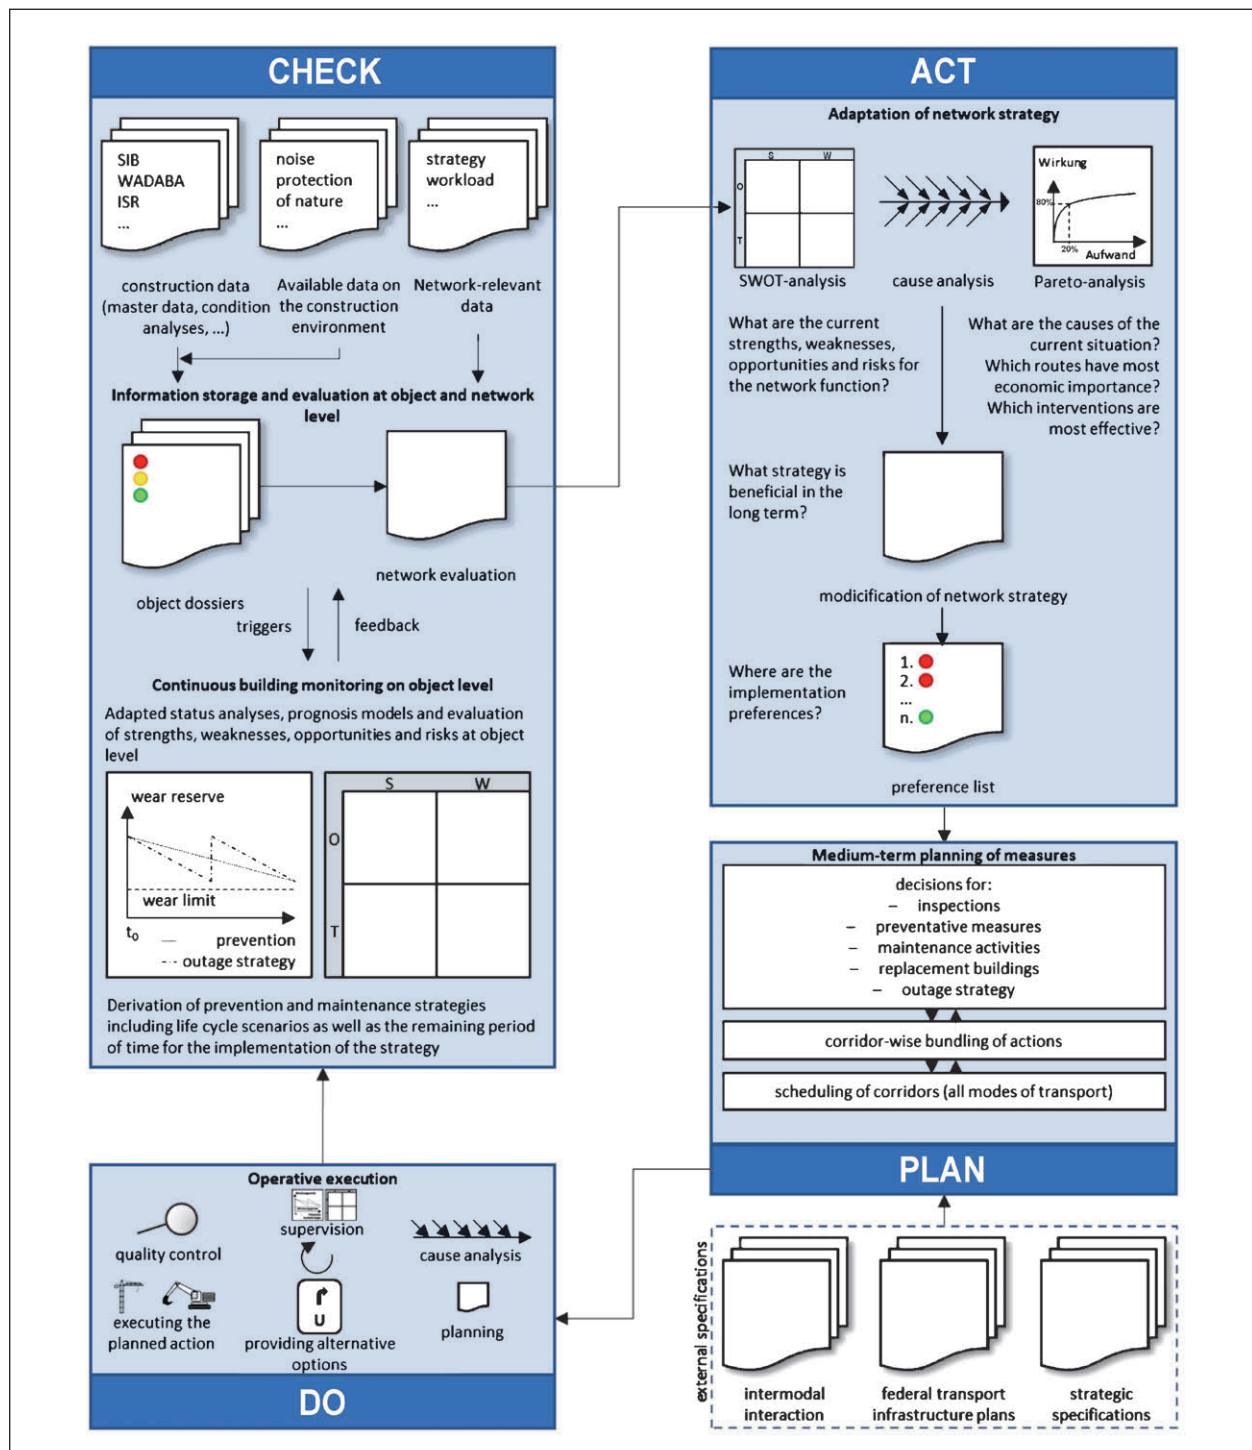 CHECK
SIB
WADABA
ISR
...
noise
protection
of nature
...
strategy
workload
...
construction data
(master data, condition
analyses, ...)
Available data on
the construction
environment
Network-relevant
data
Information storage and evaluation at object and network
level
network evaluation
object dossiers
triggers
feedback
Continuous building monitoring on object level
Adapted status analyses, prognosis models and evaluation
of strengths, weaknesses, opportunities and risks at object
level
wear reserve
wear limit
t0
prevention
outage strategy
S
W
O
T
Derivation of prevention and maintenance strategies
including life cycle scenarios as well as the remaining period
of time for the implementation of the strategy
ACT
Adaptation of network strategy
S
W
O
T
SWOT-analysis
cause analysis
Wirkung
80%
20%
Aufwand
Pareto-analysis
What are the current
strengths, weaknesses,
opportunities and risks for
the network function?
What are the causes of the
current situation?
Which routes have most
economic importance?
Which interventions are
most effective?
What strategy is
beneficial in the
long term?
modicification of network strategy
Where are the
implementation
preferences?
1.
2.
...
n.
preference list
Medium-term planning of measures
decisions for:
– inspections
– preventative measures
– maintenance activities
– replacement buildings
– outage strategy
corridor-wise bundling of actions
scheduling of corridors (all modes of transport)
PLAN
external specifications
intermodal
interaction
federal transport
infrastructure plans
strategic
specifications
Operative execution
quality control
supervision
cause analysis
executing the
planned action
U
providing alternative
options
planning
DO